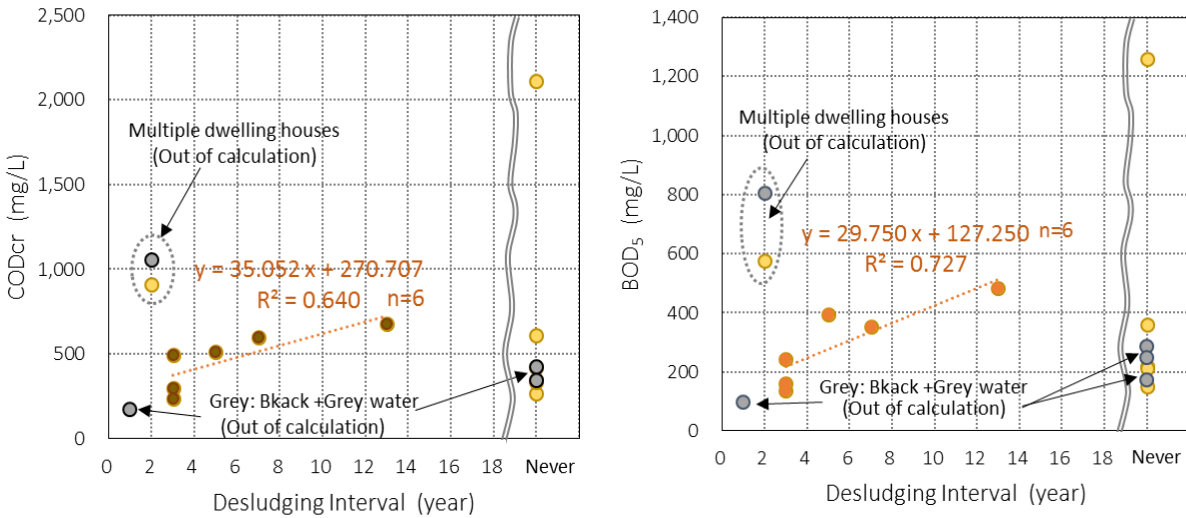 2,500
2,000
1,500
1,000
500
0
CODcr (mg/L)
Multiple dwelling houses
(Out of calculation)
y = 35.052 x + 270.707
R² = 0.640 n=6
Grey: Bkack +Grey water
(Out of calculation)
0 2 4 6 8 10 12 14 16 18 Never
Desludging Interval (year)
1,400
1,200
1,000
800
600
400
200
0
BOD₅ (mg/L)
Multiple dwelling houses
(Out of calculation)
y = 29.750 x + 127.250 n=6
R² = 0.727
Grey: Bkack +Grey water
(Out of calculation)
0 2 4 6 8 10 12 14 16 18 Never
Desludging Interval (year)